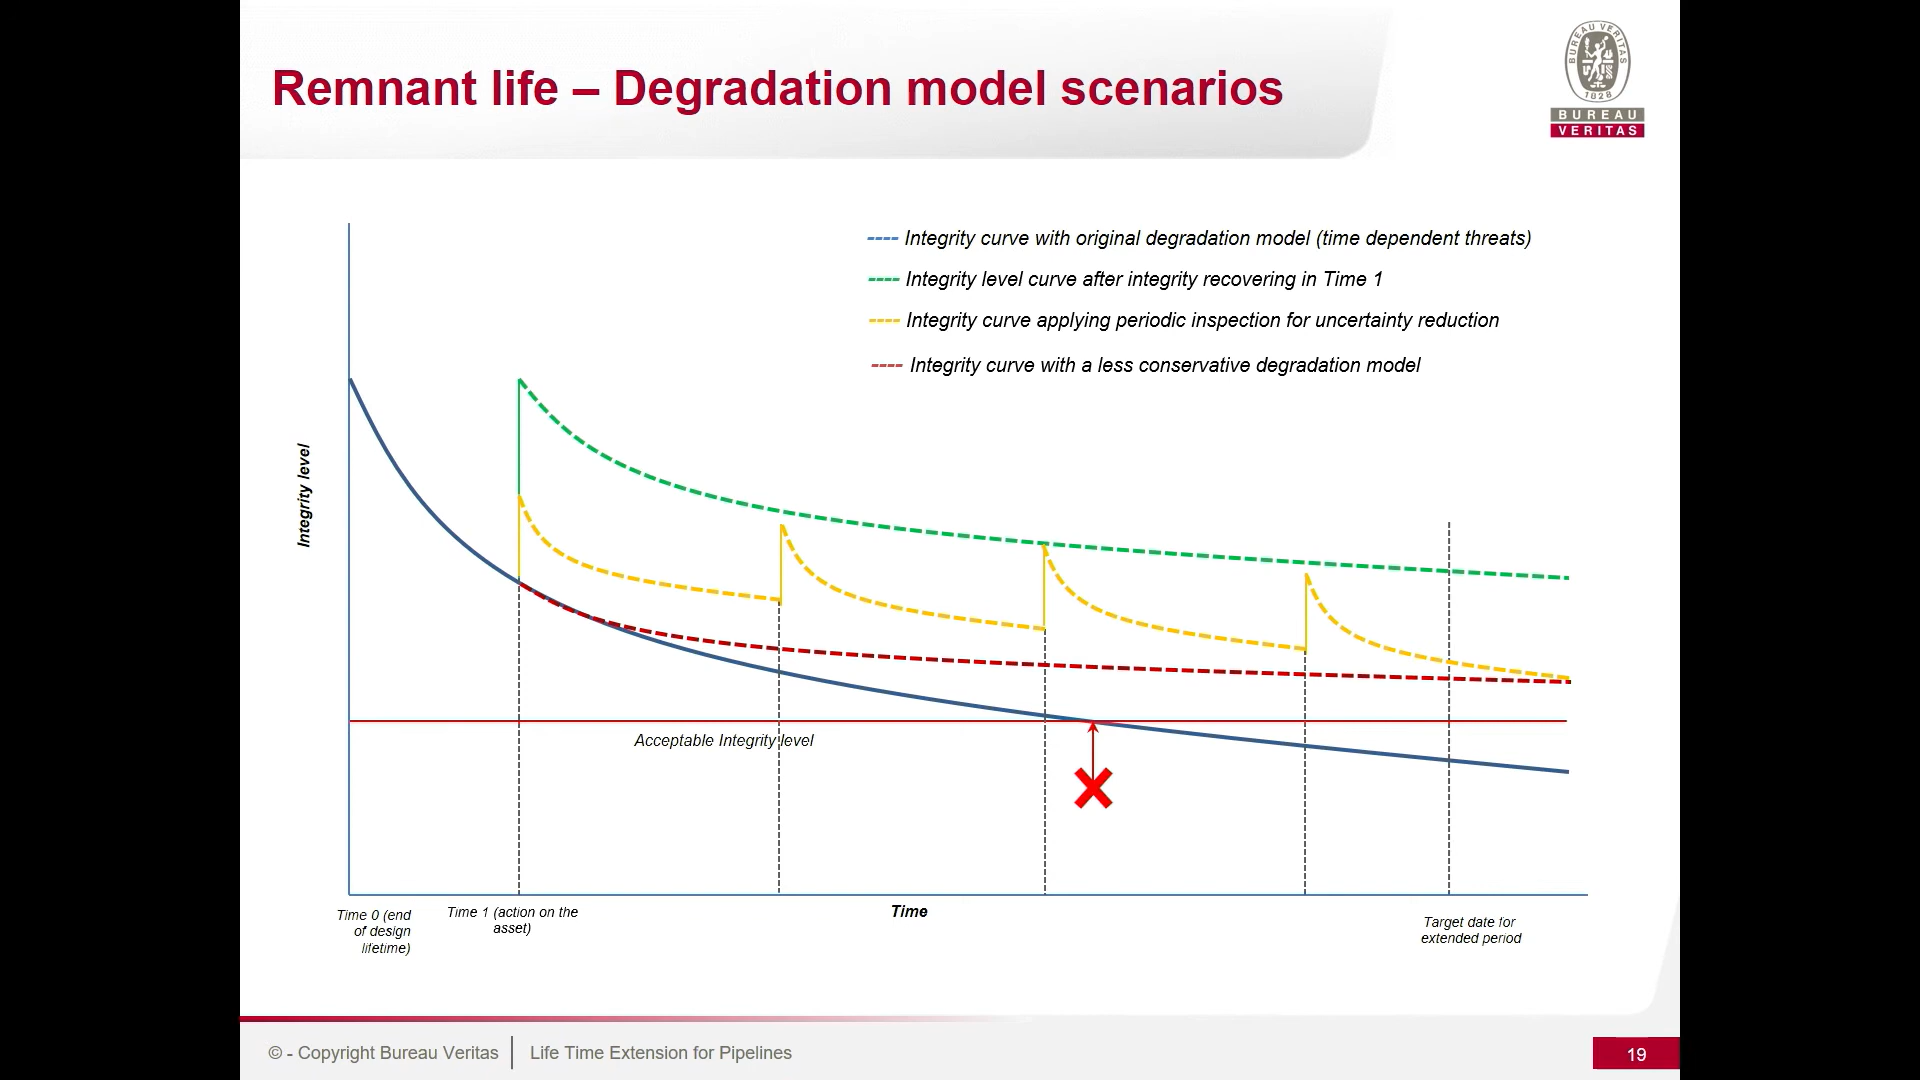 Remnant life – Degradation model scenarios
BUREAU VERITAS
1828
BUREAU
VERITAS
---- Integrity curve with original degradation model (time dependent threats)
---- Integrity level curve after integrity recovering in Time 1
---- Integrity curve applying periodic inspection for uncertainty reduction
---- Integrity curve with a less conservative degradation model
Integrity level
Acceptable Integrity level
Time 0 (end
of design
lifetime)
Time 1 (action on the
asset)
Time
Target date for
extended period
© - Copyright Bureau Veritas
Life Time Extension for Pipelines
19